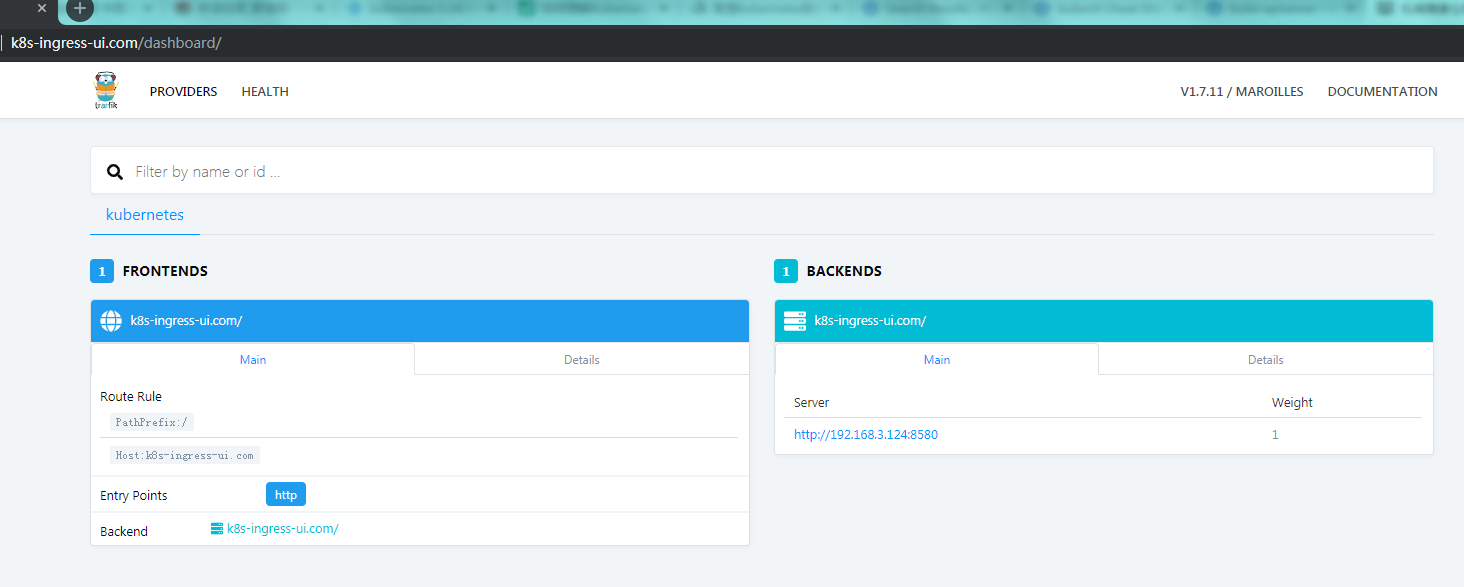 k8s-ingress-ui.com/dashboard/
træfik
PROVIDERS HEALTH V1.7.11 / MAROILLES DOCUMENTATION
Filter by name or id ...
kubernetes
1 FRONTENDS
k8s-ingress-ui.com/
Main Details
Route Rule
PathPrefix:/
Host:k8s-ingress-ui.com
Entry Points http
Backend k8s-ingress-ui.com/
1 BACKENDS
k8s-ingress-ui.com/
Main Details
Server Weight
http://192.168.3.124:8580 1